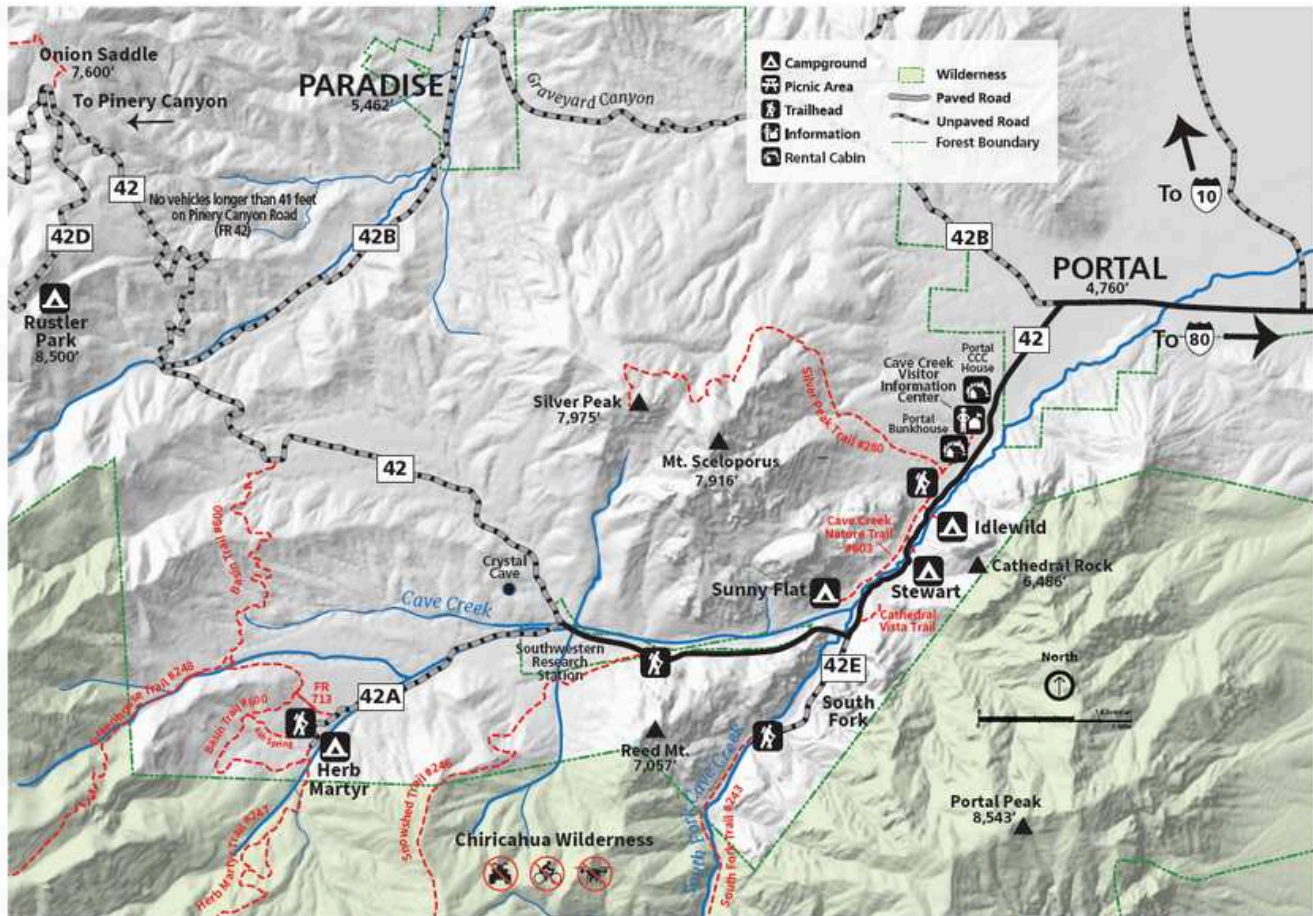 Onion Saddle
7,600'
To Pinery Canyon
PARADISE
5,462'
Graveyard Canyon
Campground
Picnic Area
Trailhead
Information
Rental Cabin
Wilderness
Paved Road
Unpaved Road
Forest Boundary
To 10
42
No vehicles longer than 41 feet
on Pinery Canyon Road
(FR 42)
42D
42B
42B
PORTAL
4,760'
To 80
42
Rustler
Park
8,500'
Portal
CCC
House
Cave Creek
Visitor
Information
Center
Portal
Bunkhouse
Silver Peak
7,975'
Silver Peak Trail #280
Mt. Sceloporus
7,916'
42
Basin Trail #600
Cave Creek
Nature Trail
#603
Idlewild
Cathedral Rock
6,486'
Crystal
Cave
Sunny Flat
Stewart
Cave Creek
Cathedral
Vista Trail
Southwestern
Research
Station
42E
South
Fork
North
Trail #248
FR
713
42A
Basin Trail #600
Herb
Martyr
Reed Mt.
7,057'
Snowshed Trail #246
South Fork Cave Creek
South Fork Trail #243
Portal Peak
8,543'
Chiricahua Wilderness
Herb Martyr Trail #247